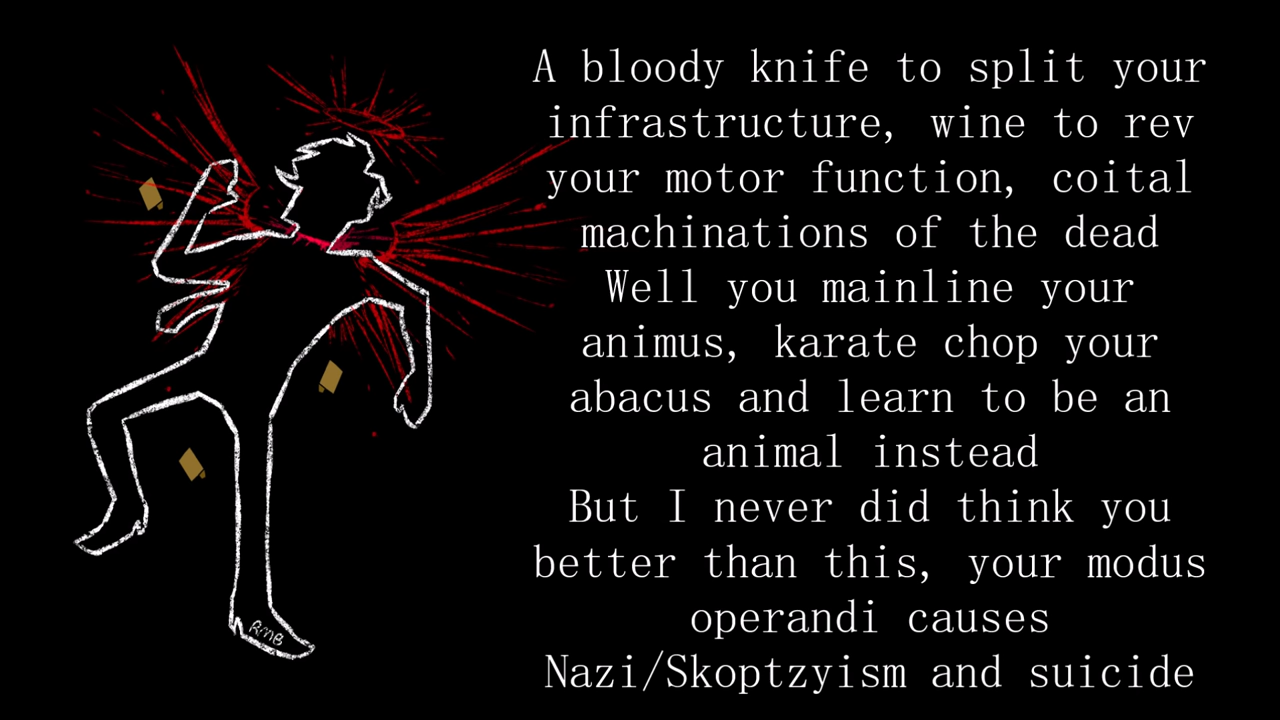 A bloody knife to split your
infrastructure, wine to rev
your motor function, coital
machinations of the dead
Well you mainline your
animus, karate chop your
abacus and learn to be an
animal instead
But I never did think you
better than this, your modus
operandi causes
Nazi/Skoptzyism and suicide
RMB